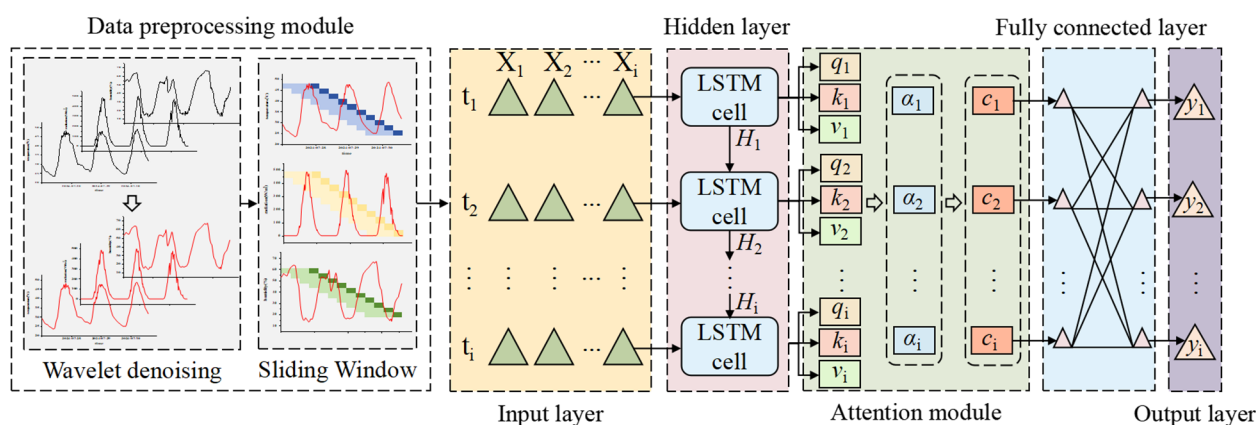 Data preprocessing module
Hidden layer
Fully connected layer
X1 X2 ... Xi
t1
LSTM cell
q1
k1
v1
α1
c1
y1
H1
t2
LSTM cell
q2
k2
v2
α2
c2
y2
H2
Hi
ti
LSTM cell
qi
ki
vi
αi
ci
yi
Wavelet denoising
Sliding Window
Input layer
Attention module
Output layer